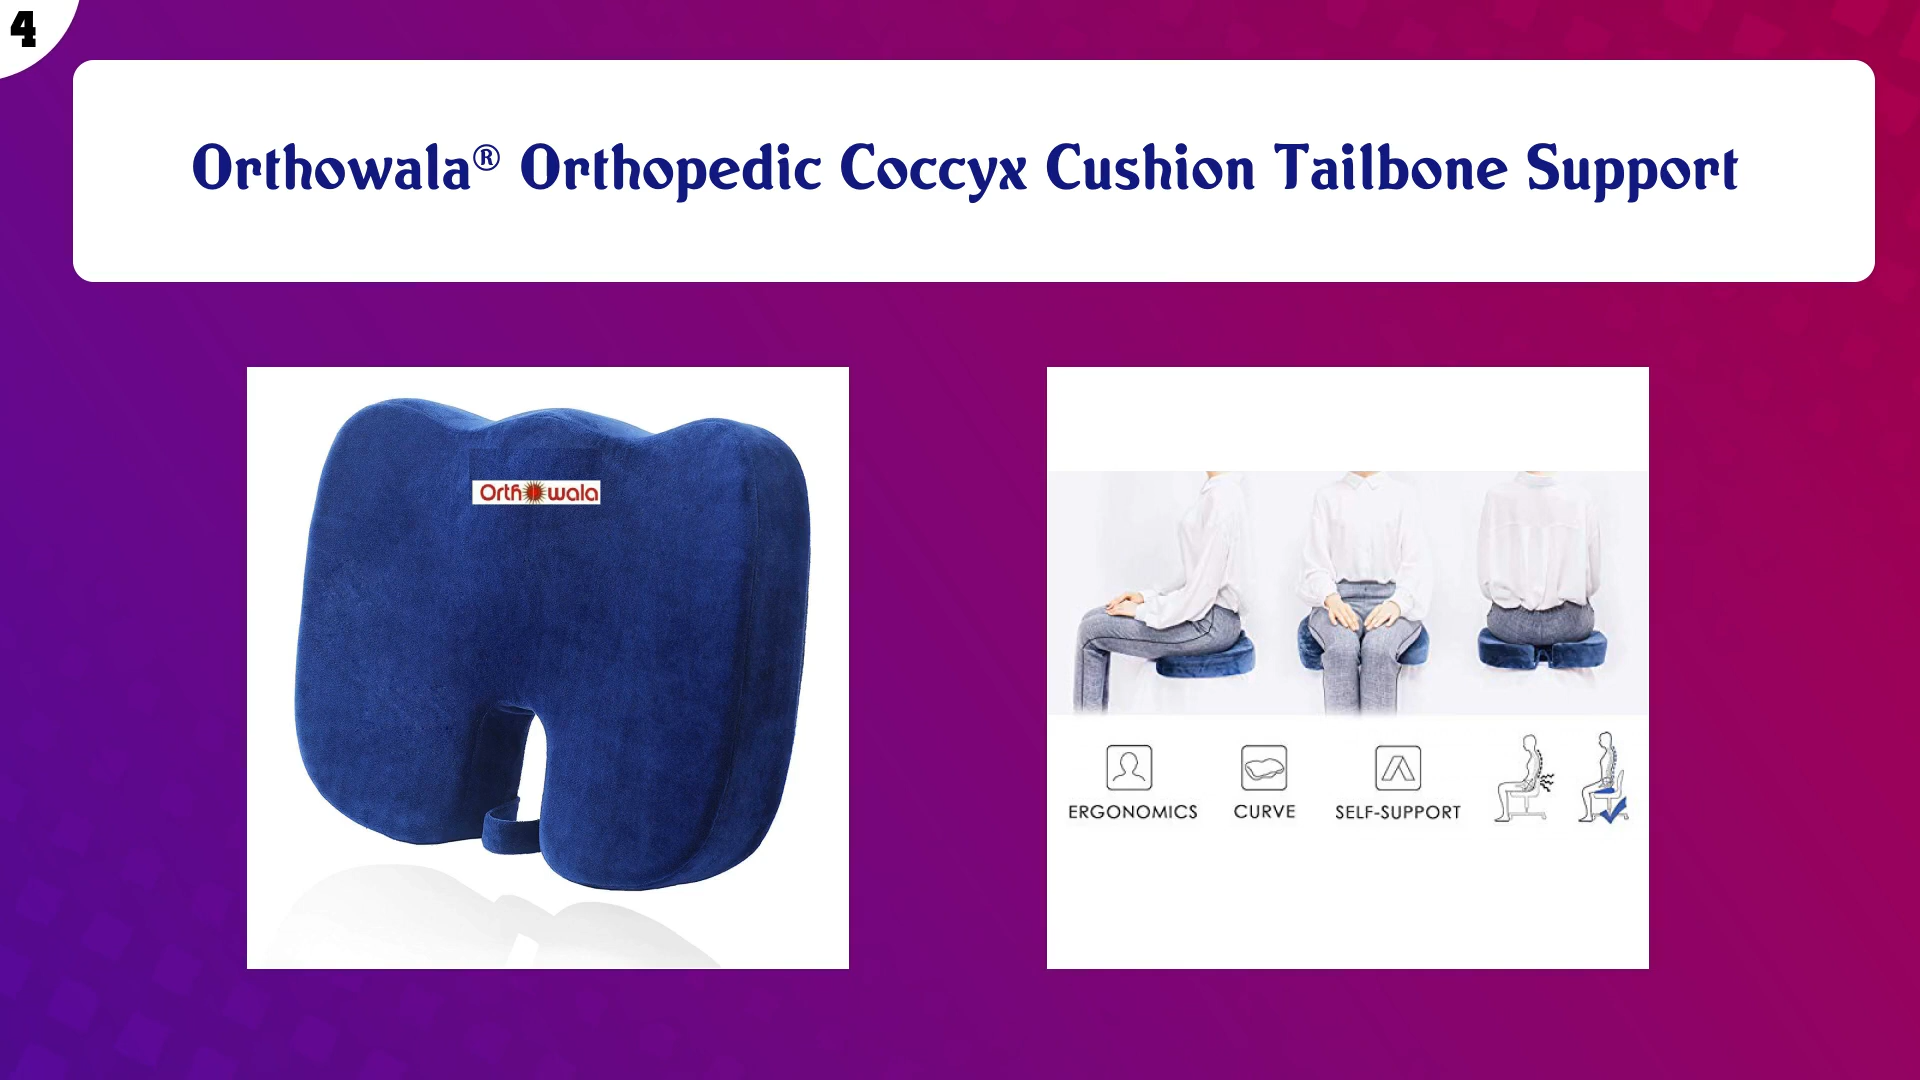 4
Orthowala® Orthopedic Coccyx Cushion Tailbone Support
Orthowala
ERGONOMICS CURVE SELF-SUPPORT